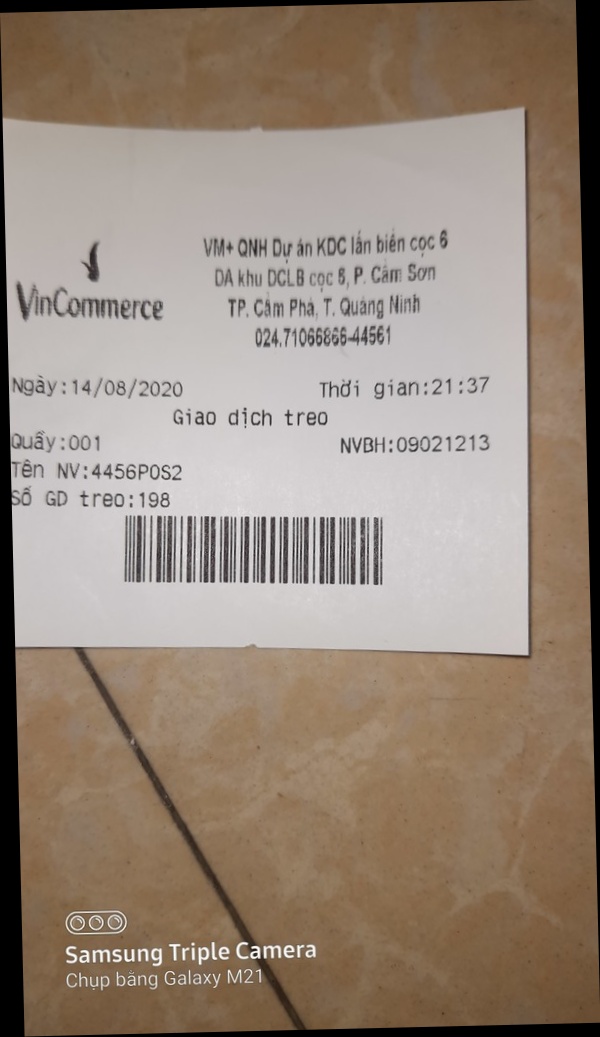 VinCommerce
VM+ QNH Dự án KDC lấn biển cọc 6
DA khu DCLB cọc 6, P. Cẩm Sơn
TP. Cẩm Phả, T. Quảng Ninh
024.71066866-44561
Ngày:14/08/2020 Thời gian:21:37
Giao dịch treo
Quầy:001 NVBH:09021213
Tên NV:4456POS2
Số GD treo:198
Samsung Triple Camera
Chụp bằng Galaxy M21